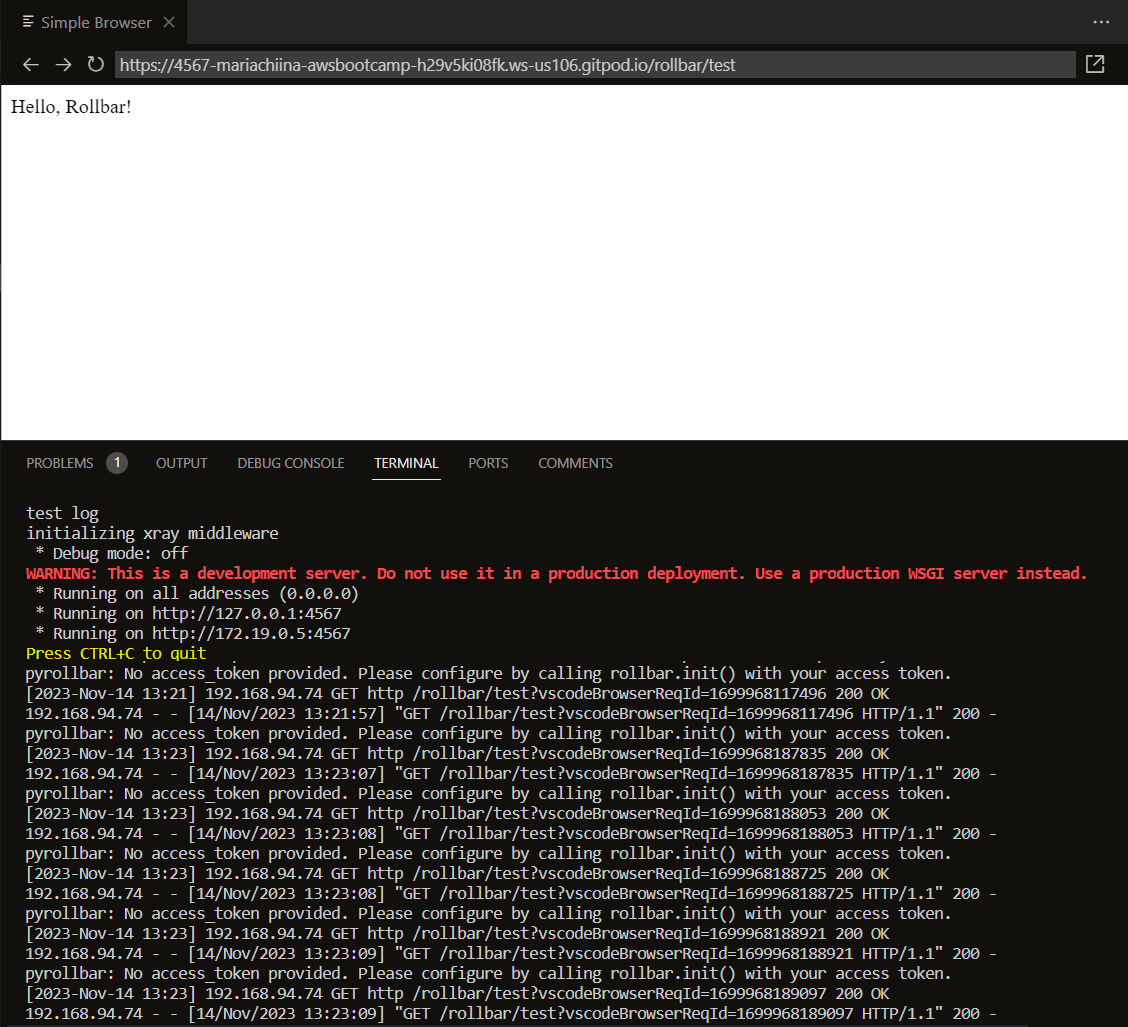 Simple Browser
https://4567-mariachiina-awsbootcamp-h29v5ki08fk.ws-us106.gitpod.io/rollbar/test
Hello, Rollbar!
PROBLEMS 1 OUTPUT DEBUG CONSOLE TERMINAL PORTS COMMENTS
test log
initializing xray middleware
 * Debug mode: off
WARNING: This is a development server. Do not use it in a production deployment. Use a production WSGI server instead.
 * Running on all addresses (0.0.0.0)
 * Running on http://127.0.0.1:4567
 * Running on http://172.19.0.5:4567
Press CTRL+C to quit
pyrollbar: No access_token provided. Please configure by calling rollbar.init() with your access token.
[2023-Nov-14 13:21] 192.168.94.74 GET http /rollbar/test?vscodeBrowserReqId=1699968117496 200 OK
192.168.94.74 - - [14/Nov/2023 13:21:57] "GET /rollbar/test?vscodeBrowserReqId=1699968117496 HTTP/1.1" 200 -
pyrollbar: No access_token provided. Please configure by calling rollbar.init() with your access token.
[2023-Nov-14 13:23] 192.168.94.74 GET http /rollbar/test?vscodeBrowserReqId=1699968187835 200 OK
192.168.94.74 - - [14/Nov/2023 13:23:07] "GET /rollbar/test?vscodeBrowserReqId=1699968187835 HTTP/1.1" 200 -
pyrollbar: No access_token provided. Please configure by calling rollbar.init() with your access token.
[2023-Nov-14 13:23] 192.168.94.74 GET http /rollbar/test?vscodeBrowserReqId=1699968188053 200 OK
192.168.94.74 - - [14/Nov/2023 13:23:08] "GET /rollbar/test?vscodeBrowserReqId=1699968188053 HTTP/1.1" 200 -
pyrollbar: No access_token provided. Please configure by calling rollbar.init() with your access token.
[2023-Nov-14 13:23] 192.168.94.74 GET http /rollbar/test?vscodeBrowserReqId=1699968188725 200 OK
192.168.94.74 - - [14/Nov/2023 13:23:08] "GET /rollbar/test?vscodeBrowserReqId=1699968188725 HTTP/1.1" 200 -
pyrollbar: No access_token provided. Please configure by calling rollbar.init() with your access token.
[2023-Nov-14 13:23] 192.168.94.74 GET http /rollbar/test?vscodeBrowserReqId=1699968188921 200 OK
192.168.94.74 - - [14/Nov/2023 13:23:09] "GET /rollbar/test?vscodeBrowserReqId=1699968188921 HTTP/1.1" 200 -
pyrollbar: No access_token provided. Please configure by calling rollbar.init() with your access token.
[2023-Nov-14 13:23] 192.168.94.74 GET http /rollbar/test?vscodeBrowserReqId=1699968189097 200 OK
192.168.94.74 - - [14/Nov/2023 13:23:09] "GET /rollbar/test?vscodeBrowserReqId=1699968189097 HTTP/1.1" 200 -